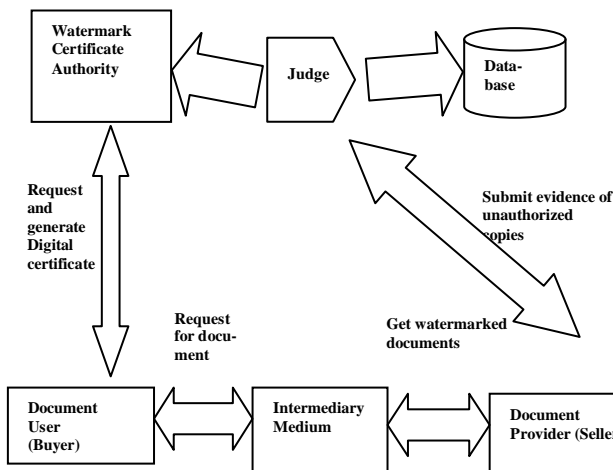 Watermark
Certificate
Authority
Judge
Data-
base
Request
and
generate
Digital
certificate
Submit evidence of
unauthorized
copies
Request
for docu-
ment
Get watermarked
documents
Document
User
(Buyer)
Intermediary
Medium
Document
Provider (Seller